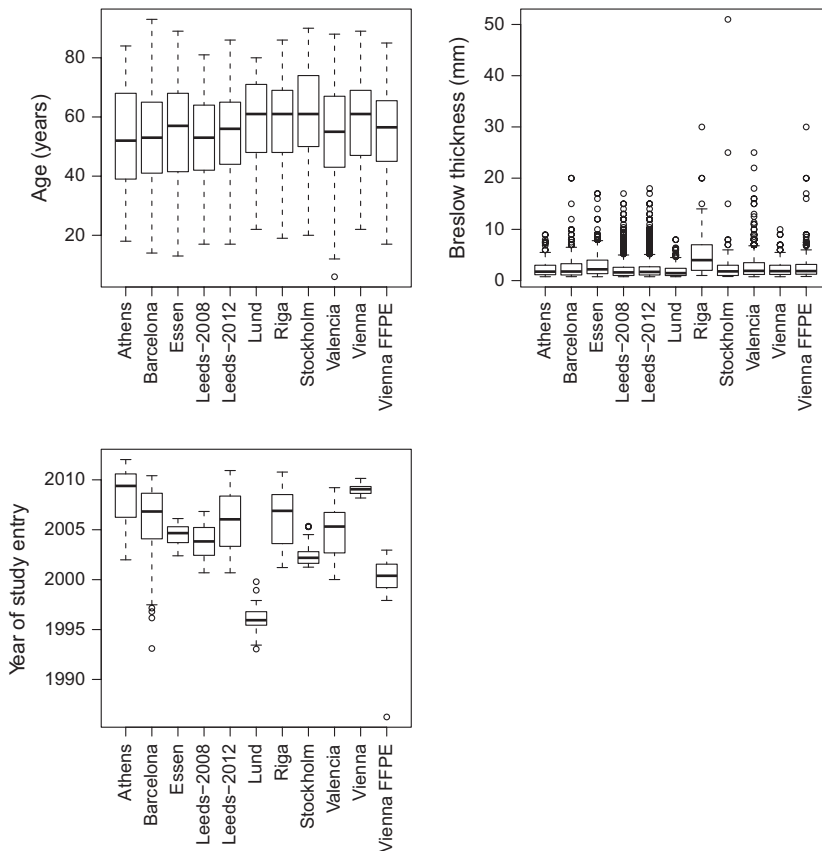 Age (years)
80
60
40
20
Athens
Barcelona
Essen
Leeds−2008
Leeds−2012
Lund
Riga
Stockholm
Valencia
Vienna
Vienna FFPE
Breslow thickness (mm)
50
40
30
20
10
0
Athens
Barcelona
Essen
Leeds−2008
Leeds−2012
Lund
Riga
Stockholm
Valencia
Vienna
Vienna FFPE
Year of study entry
2010
2005
2000
1995
1990
Athens
Barcelona
Essen
Leeds−2008
Leeds−2012
Lund
Riga
Stockholm
Valencia
Vienna
Vienna FFPE